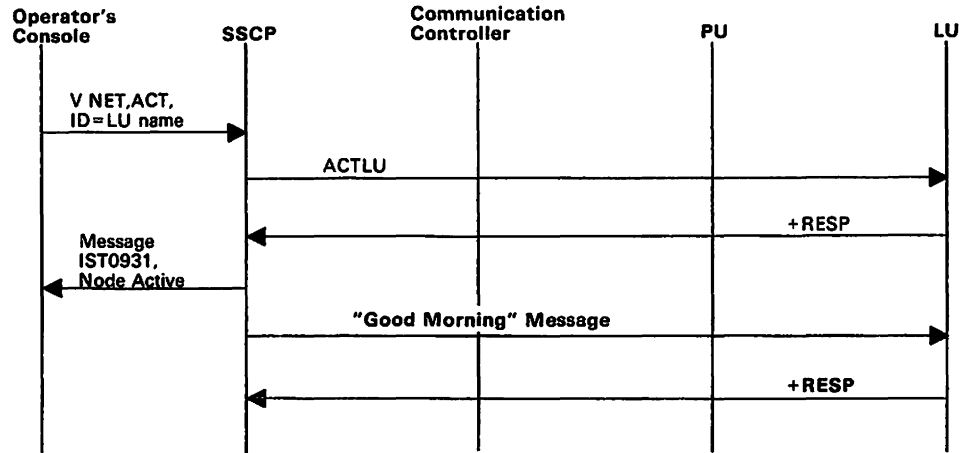 Operator's
Console
SSCP
Communication
Controller
PU
LU
V NET,ACT,
ID=LU name
ACTLU
+RESP
Message
IST0931,
Node Active
"Good Morning" Message
+RESP